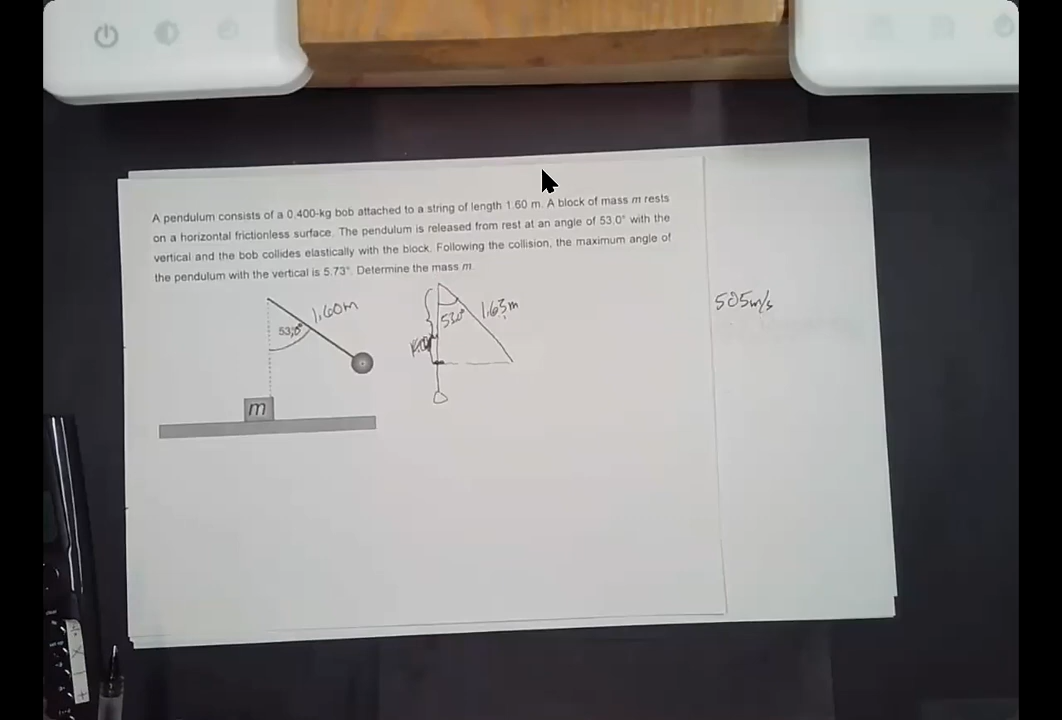 A pendulum consists of a 0.400-kg bob attached to a string of length 1.60 m. A block of mass m rests
on a horizontal frictionless surface. The pendulum is released from rest at an angle of 53.0° with the
vertical and the bob collides elastically with the block. Following the collision, the maximum angle of
the pendulum with the vertical is 5.73°. Determine the mass m.
1.60m
53,0°
m
53.0°
1.63m
505m/s